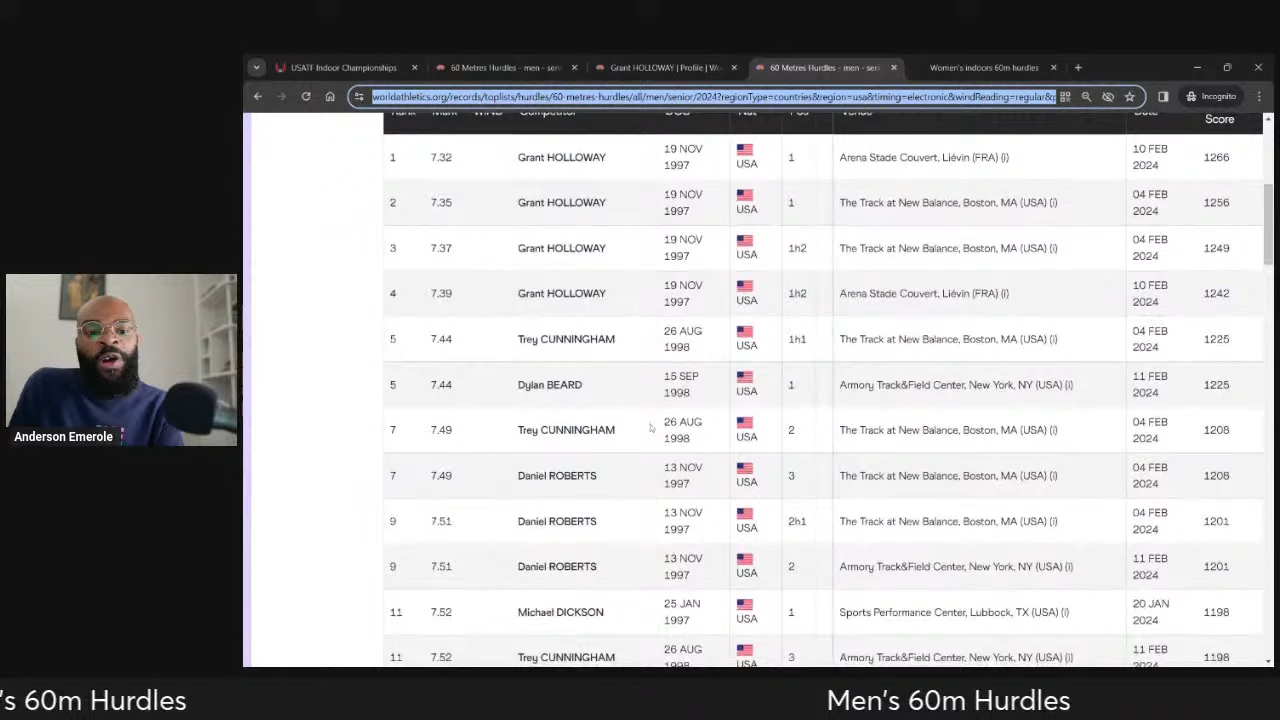 USATF Indoor Championships
60 Metres Hurdles - men - seni
Grant HOLLOWAY | Profile | Wo
60 Metres Hurdles - men - seni
Women's indoors 60m hurdles
worldathletics.org/records/toplists/hurdles/60-metres-hurdles/all/men/senior/2024?regionType=countries&region=usa&timing=electronic&windReading=regular&p
Incognito
Rank Mark WIND Competitor DOB Nat Pos Venue Date Score
1 7.32 Grant HOLLOWAY 19 NOV 1997 USA 1 Arena Stade Couvert, Liévin (FRA) (i) 10 FEB 2024 1266
2 7.35 Grant HOLLOWAY 19 NOV 1997 USA 1 The Track at New Balance, Boston, MA (USA) (i) 04 FEB 2024 1256
3 7.37 Grant HOLLOWAY 19 NOV 1997 USA 1h2 The Track at New Balance, Boston, MA (USA) (i) 04 FEB 2024 1249
4 7.39 Grant HOLLOWAY 19 NOV 1997 USA 1h2 Arena Stade Couvert, Liévin (FRA) (i) 10 FEB 2024 1242
5 7.44 Trey CUNNINGHAM 26 AUG 1998 USA 1h1 The Track at New Balance, Boston, MA (USA) (i) 04 FEB 2024 1225
5 7.44 Dylan BEARD 15 SEP 1998 USA 1 Armory Track&Field Center, New York, NY (USA) (i) 11 FEB 2024 1225
7 7.49 Trey CUNNINGHAM 26 AUG 1998 USA 2 The Track at New Balance, Boston, MA (USA) (i) 04 FEB 2024 1208
7 7.49 Daniel ROBERTS 13 NOV 1997 USA 3 The Track at New Balance, Boston, MA (USA) (i) 04 FEB 2024 1208
9 7.51 Daniel ROBERTS 13 NOV 1997 USA 2h1 The Track at New Balance, Boston, MA (USA) (i) 04 FEB 2024 1201
9 7.51 Daniel ROBERTS 13 NOV 1997 USA 2 Armory Track&Field Center, New York, NY (USA) (i) 11 FEB 2024 1201
11 7.52 Michael DICKSON 25 JAN 1997 USA 1 Sports Performance Center, Lubbock, TX (USA) (i) 20 JAN 2024 1198
11 7.52 Trey CUNNINGHAM 26 AUG 1998 USA 3 Armory Track&Field Center, New York, NY (USA) (i) 11 FEB 2024 1198
Anderson Emerole
's 60m Hurdles
Men's 60m Hurdles